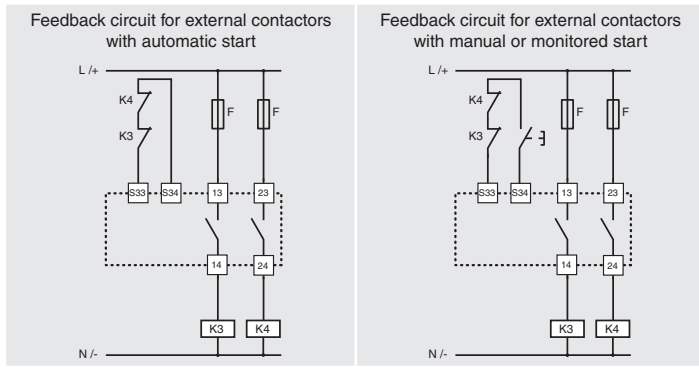 Feedback circuit for external contactors
with automatic start
L /+
K4
F
F
K3
S33
S34
13
23
14
24
K3
K4
N /-
Feedback circuit for external contactors
with manual or monitored start
L /+
K4
F
F
K3
S33
S34
13
23
14
24
K3
K4
N /-